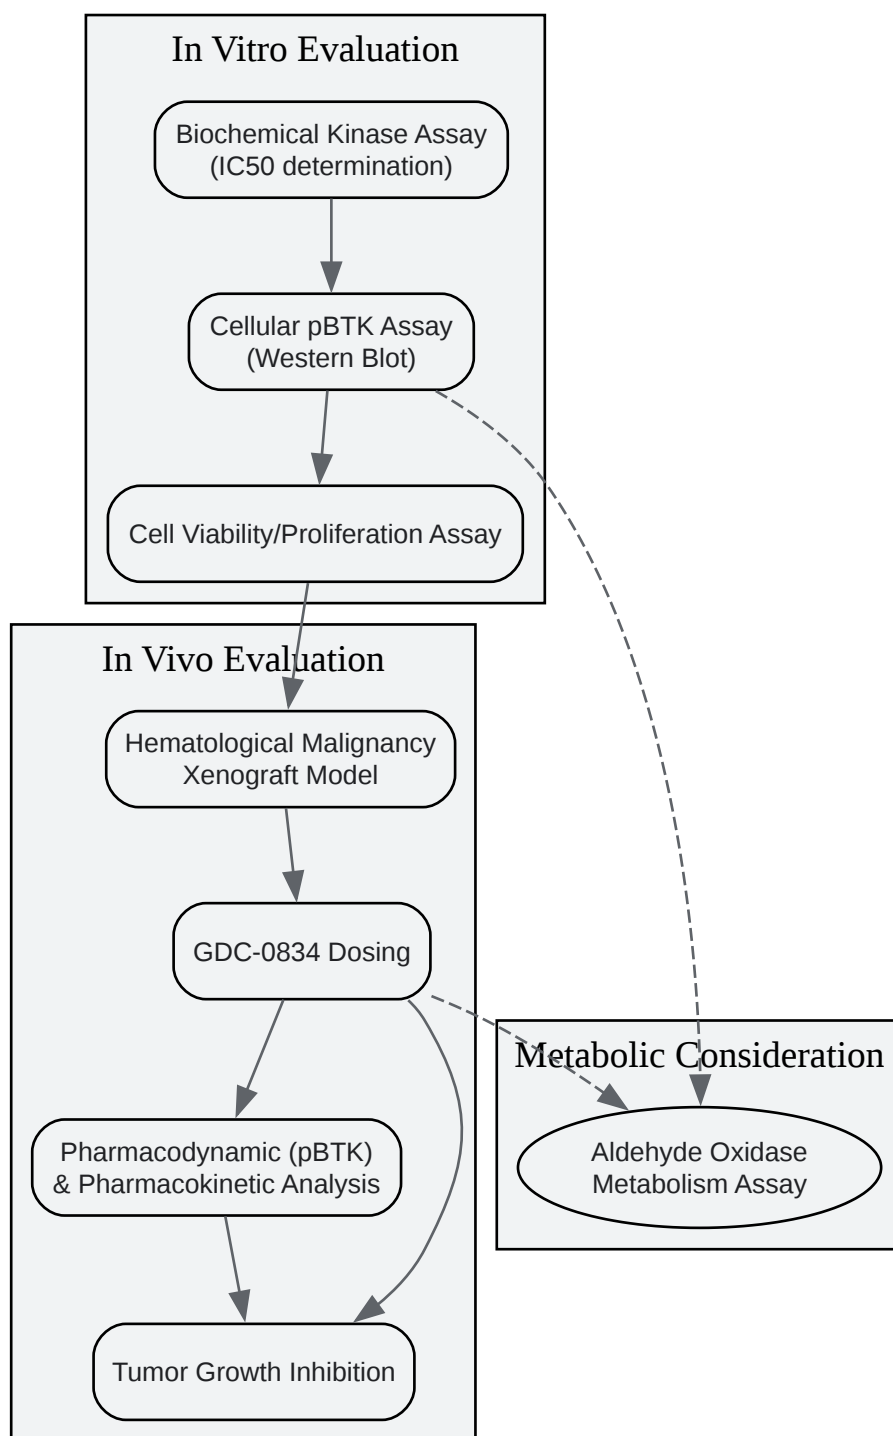 In Vitro Evaluation
Biochemical Kinase Assay
(IC50 determination)
Cellular pBTK Assay
(Western Blot)
Cell Viability/Proliferation Assay
In Vivo Evaluation
Hematological Malignancy
Xenograft Model
GDC-0834 Dosing
Metabolic Consideration
Aldehyde Oxidase
Metabolism Assay
Pharmacodynamic (pBTK)
& Pharmacokinetic Analysis
Tumor Growth Inhibition